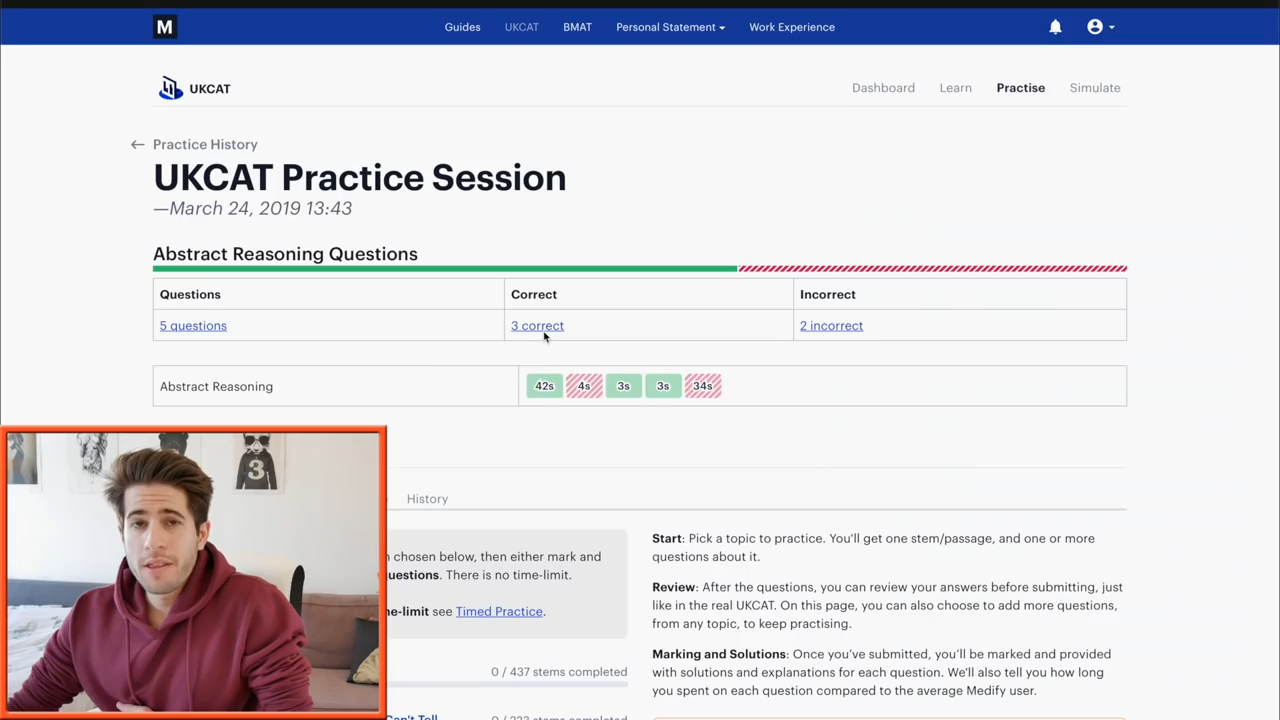 M
Guides
UKCAT
BMAT
Personal Statement
Work Experience
UKCAT
Dashboard
Learn
Practise
Simulate
← Practice History
UKCAT Practice Session
—March 24, 2019 13:43
Abstract Reasoning Questions
Questions
Correct
Incorrect
5 questions
3 correct
2 incorrect
Abstract Reasoning
42s
4s
3s
3s
34s
History
chosen below, then either mark and
uestions. There is no time-limit.
me-limit see Timed Practice.
0 / 437 stems completed
Can't Tell
0 / 223 stems completed
Start: Pick a topic to practice. You'll get one stem/passage, and one or more
questions about it.
Review: After the questions, you can review your answers before submitting, just
like in the real UKCAT. On this page, you can also choose to add more questions,
from any topic, to keep practising.
Marking and Solutions: Once you've submitted, you'll be marked and provided
with solutions and explanations for each question. We'll also tell you how long
you spent on each question compared to the average Medify user.
3